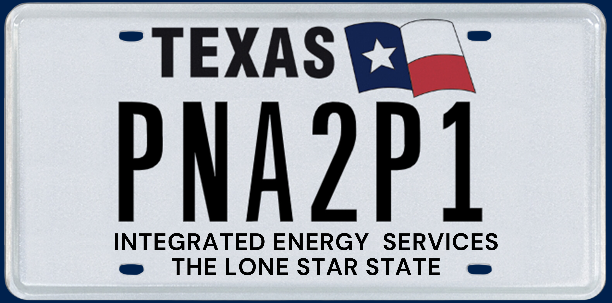 TEXAS
PNA2P1
INTEGRATED ENERGY SERVICES
THE LONE STAR STATE